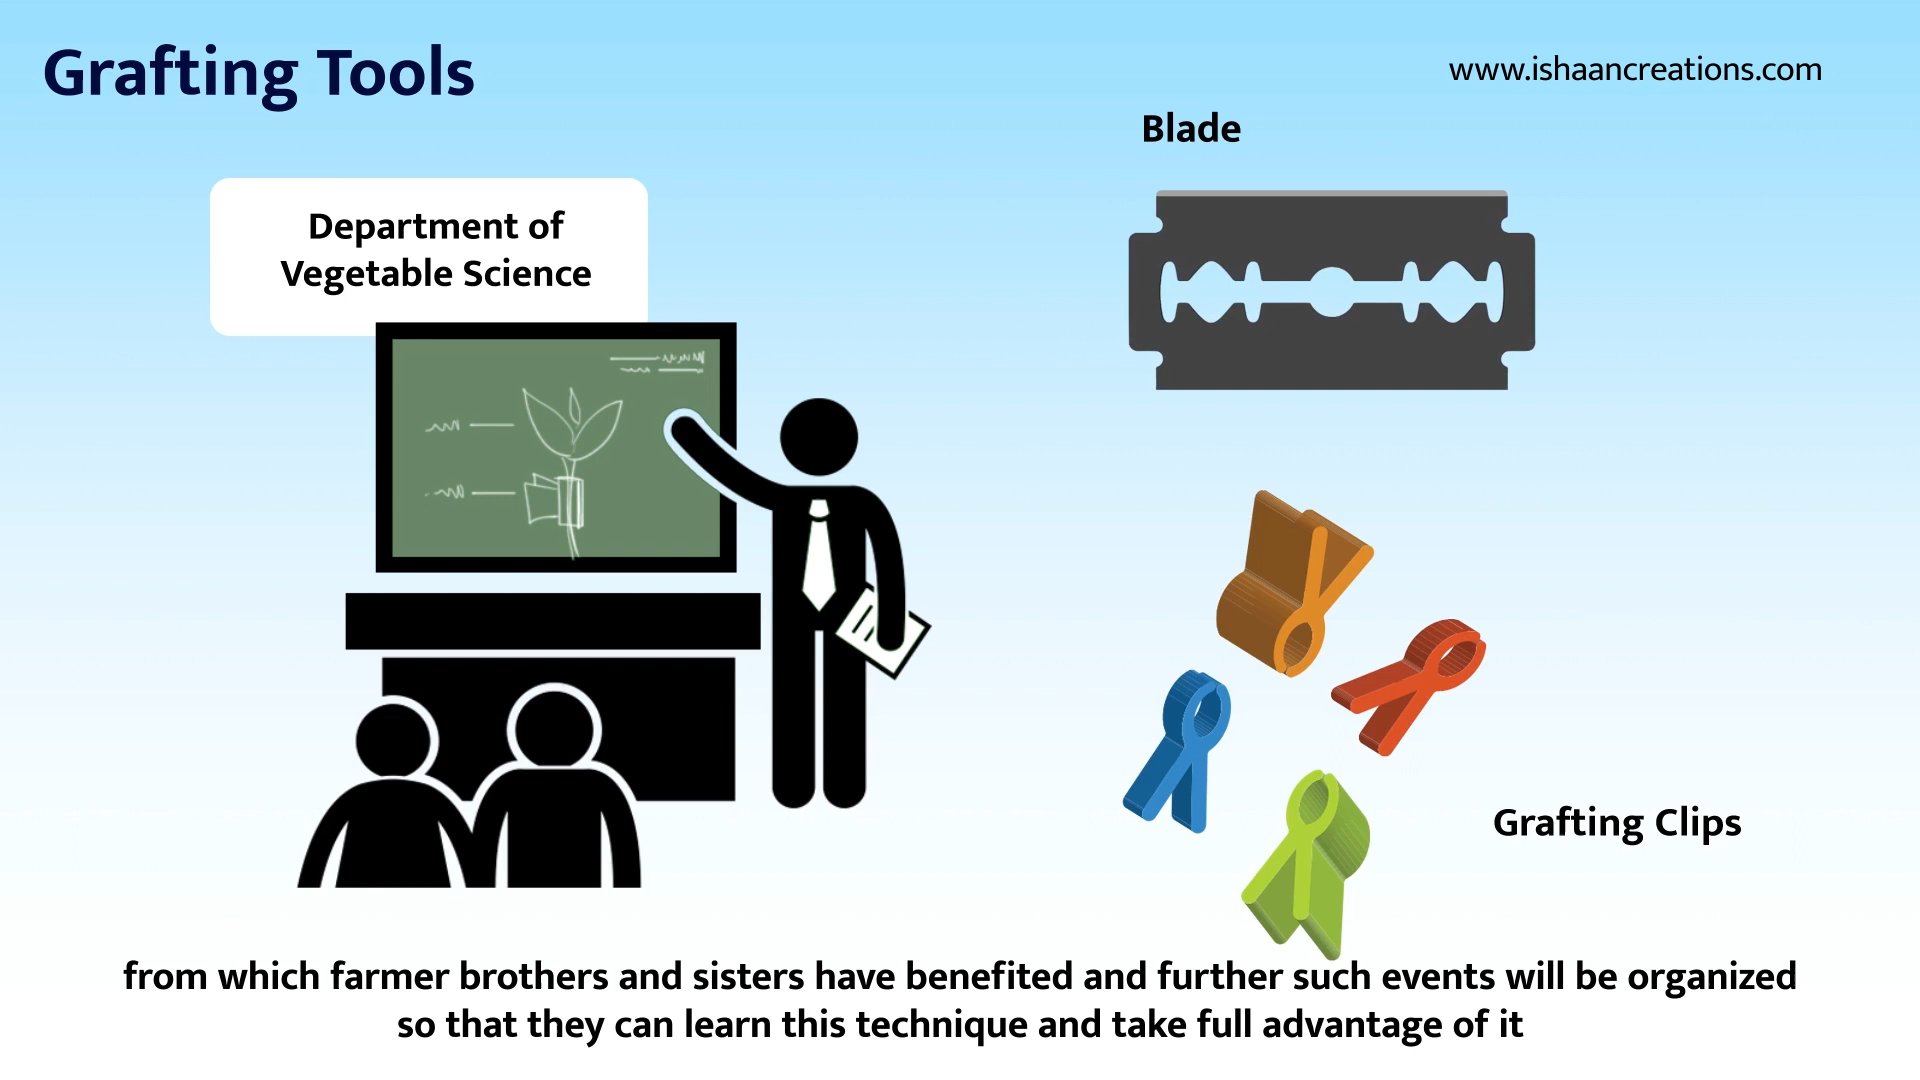 Grafting Tools
www.ishaancreations.com
Blade
Department of
Vegetable Science
Grafting Clips
from which farmer brothers and sisters have benefited and further such events will be organized
so that they can learn this technique and take full advantage of it